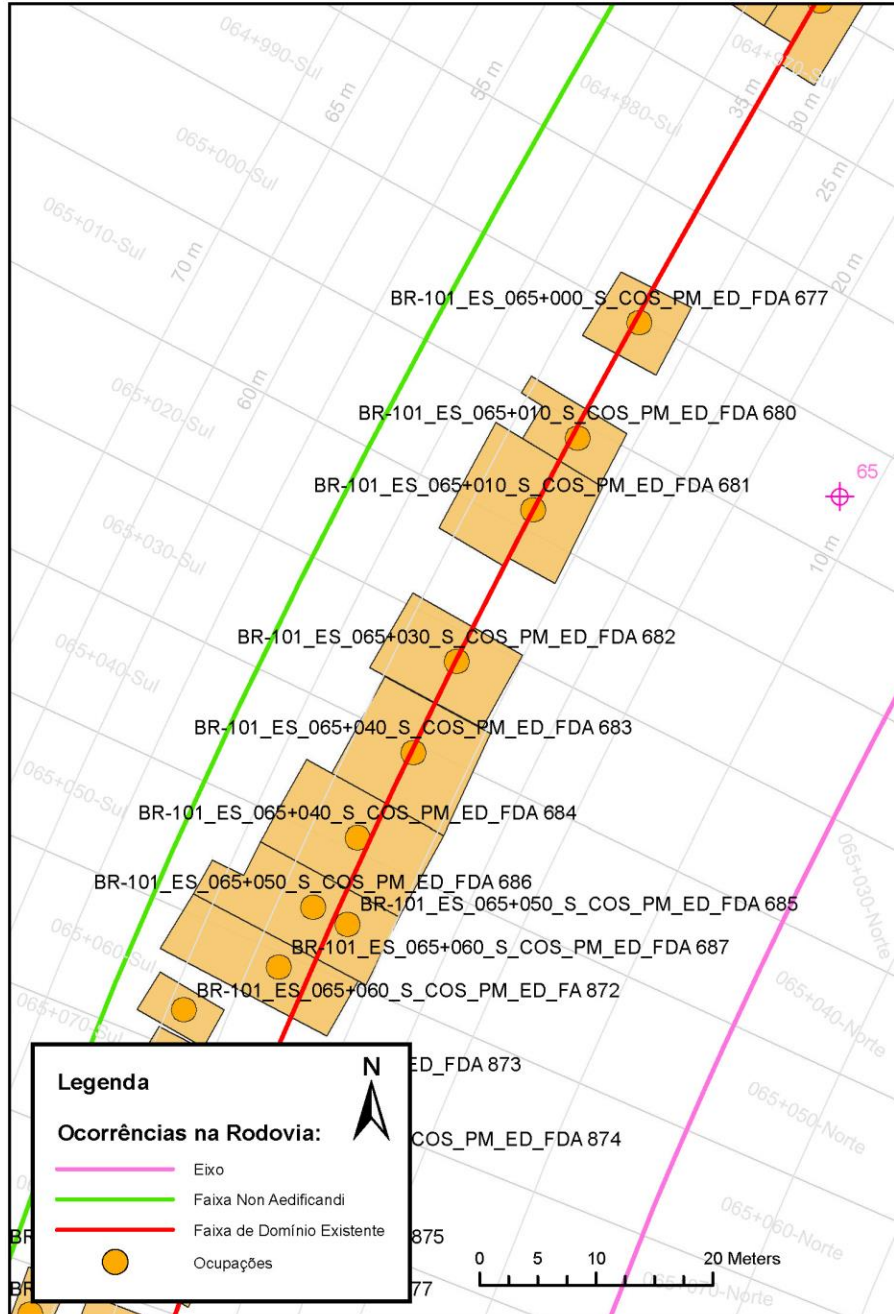 064+990-Sul
065+000-Sul
065+010-Sul
065+020-Sul
065+030-Sul
065+040-Sul
065+050-Sul
065+060-Sul
065+070-Sul
064+980-Sul
064+970-Sul
65 m
55 m
35 m
30 m
25 m
20 m
70 m
60 m
10 m
BR-101_ES_065+000_S_COS_PM_ED_FDA 677
BR-101_ES_065+010_S_COS_PM_ED_FDA 680
BR-101_ES_065+010_S_COS_PM_ED_FDA 681
65
BR-101_ES_065+030_S_COS_PM_ED_FDA 682
BR-101_ES_065+040_S_COS_PM_ED_FDA 683
BR-101_ES_065+040_S_COS_PM_ED_FDA 684
BR-101_ES_065+050_S_COS_PM_ED_FDA 686
BR-101_ES_065+050_S_COS_PM_ED_FDA 685
BR-101_ES_065+060_S_COS_PM_ED_FDA 687
BR-101_ES_065+060_S_COS_PM_ED_FA 872
ED_FDA 873
COS_PM_ED_FDA 874
875
77
BR
BR
065+030-Norte
065+040-Norte
065+050-Norte
065+060-Norte
065+070-Norte
Legenda
N
Ocorrências na Rodovia:
Eixo
Faixa Non Aedificandi
Faixa de Domínio Existente
Ocupações
0 5 10 20 Meters